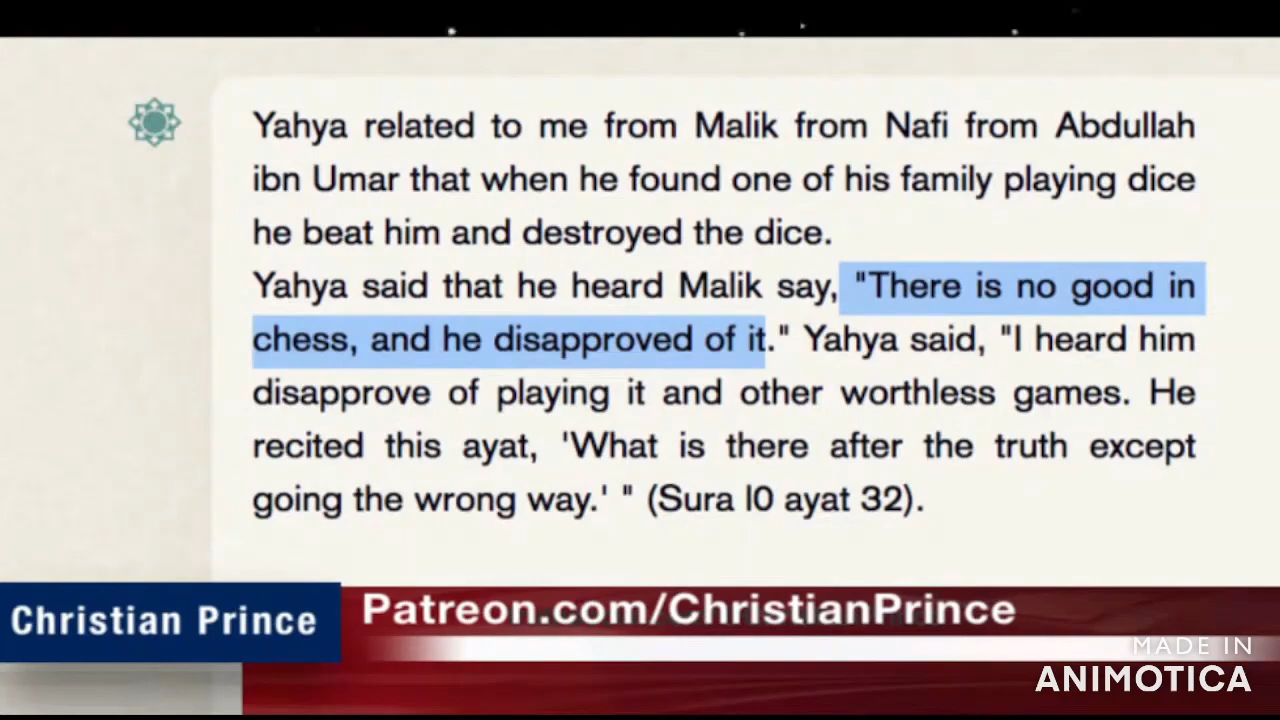 Yahya related to me from Malik from Nafi from Abdullah
ibn Umar that when he found one of his family playing dice
he beat him and destroyed the dice.
Yahya said that he heard Malik say, "There is no good in
chess, and he disapproved of it." Yahya said, "I heard him
disapprove of playing it and other worthless games. He
recited this ayat, 'What is there after the truth except
going the wrong way.' " (Sura l0 ayat 32).
Christian Prince
Patreon.com/ChristianPrince
MADE IN
ANIMOTICA